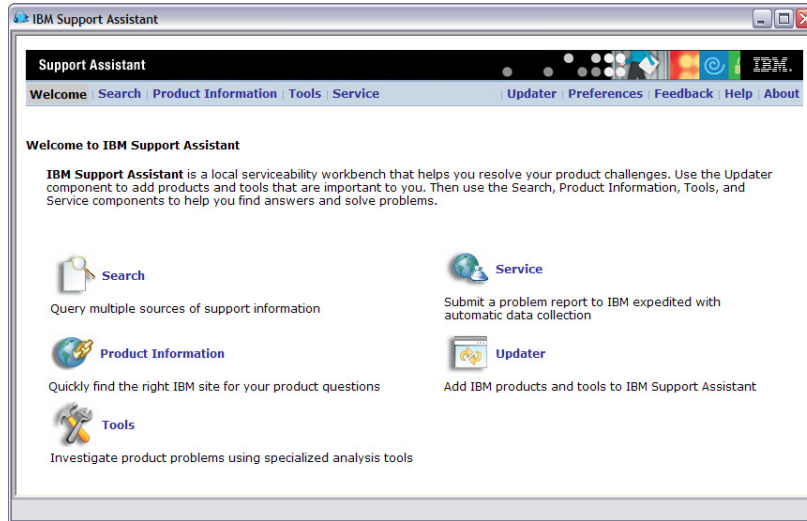 IBM Support Assistant
Support Assistant
IBM.
Welcome | Search | Product Information | Tools | Service | Updater | Preferences | Feedback | Help | About
Welcome to IBM Support Assistant
IBM Support Assistant is a local serviceability workbench that helps you resolve your product challenges. Use the Updater
component to add products and tools that are important to you. Then use the Search, Product Information, Tools, and
Service components to help you find answers and solve problems.
Search
Query multiple sources of support information
Product Information
Quickly find the right IBM site for your product questions
Tools
Investigate product problems using specialized analysis tools
Service
Submit a problem report to IBM expedited with
automatic data collection
Updater
Add IBM products and tools to IBM Support Assistant